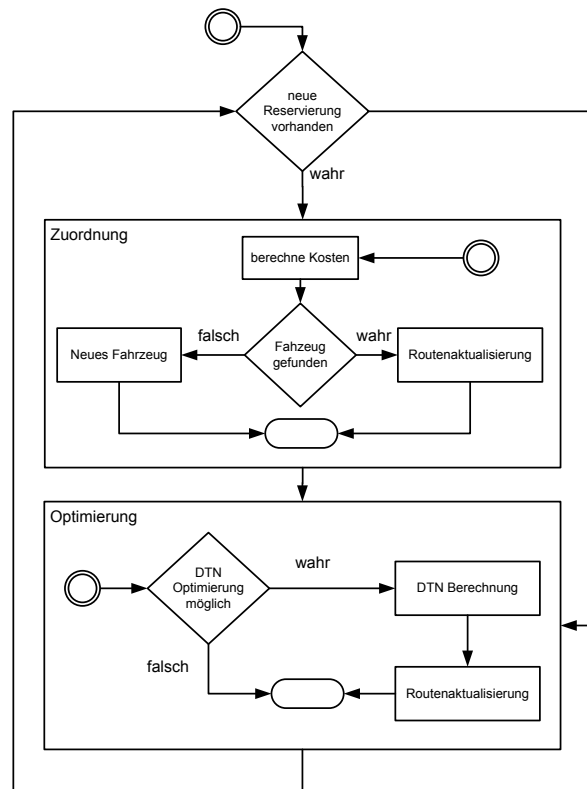 neue
Reservierung
vorhanden
wahr
Zuordnung
berechne Kosten
falsch
wahr
Neues Fahrzeug
Fahzeug
gefunden
Routenaktualisierung
Optimierung
DTN
Optimierung
möglich
wahr
DTN Berechnung
falsch
Routenaktualisierung